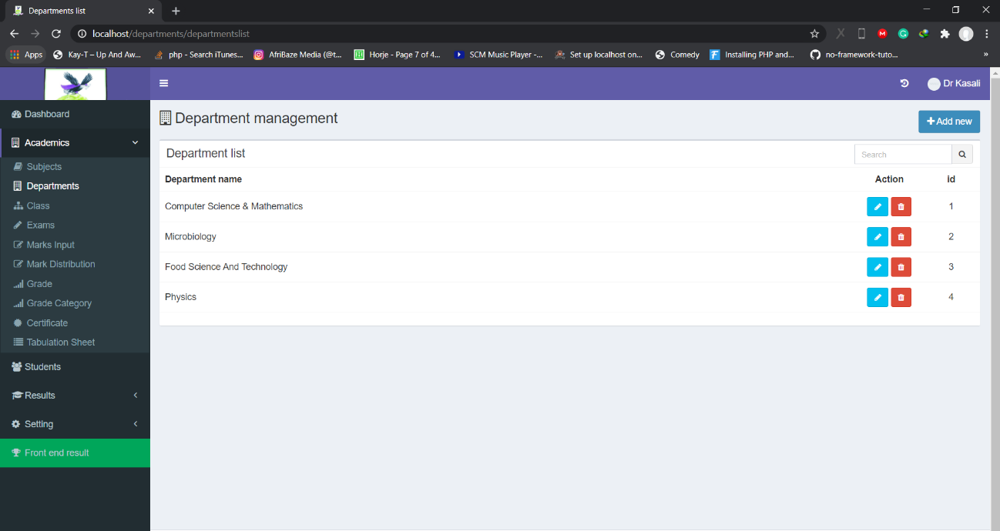 Departments list
localhost/departments/departmentslist
Apps
Kay-T – Up And Aw...
php - Search iTunes...
AfriBaze Media (@t...
Horje - Page 7 of 4...
SCM Music Player -...
Set up localhost on...
Comedy
Installing PHP and...
no-framework-tuto...
»
Dr Kasali
Dashboard
Academics
Subjects
Departments
Class
Exams
Marks Input
Mark Distribution
Grade
Grade Category
Certificate
Tabulation Sheet
Students
Results
Setting
Front end result
Department management
Add new
Department list
Search
Department name Action id
Computer Science & Mathematics 1
Microbiology 2
Food Science And Technology 3
Physics 4